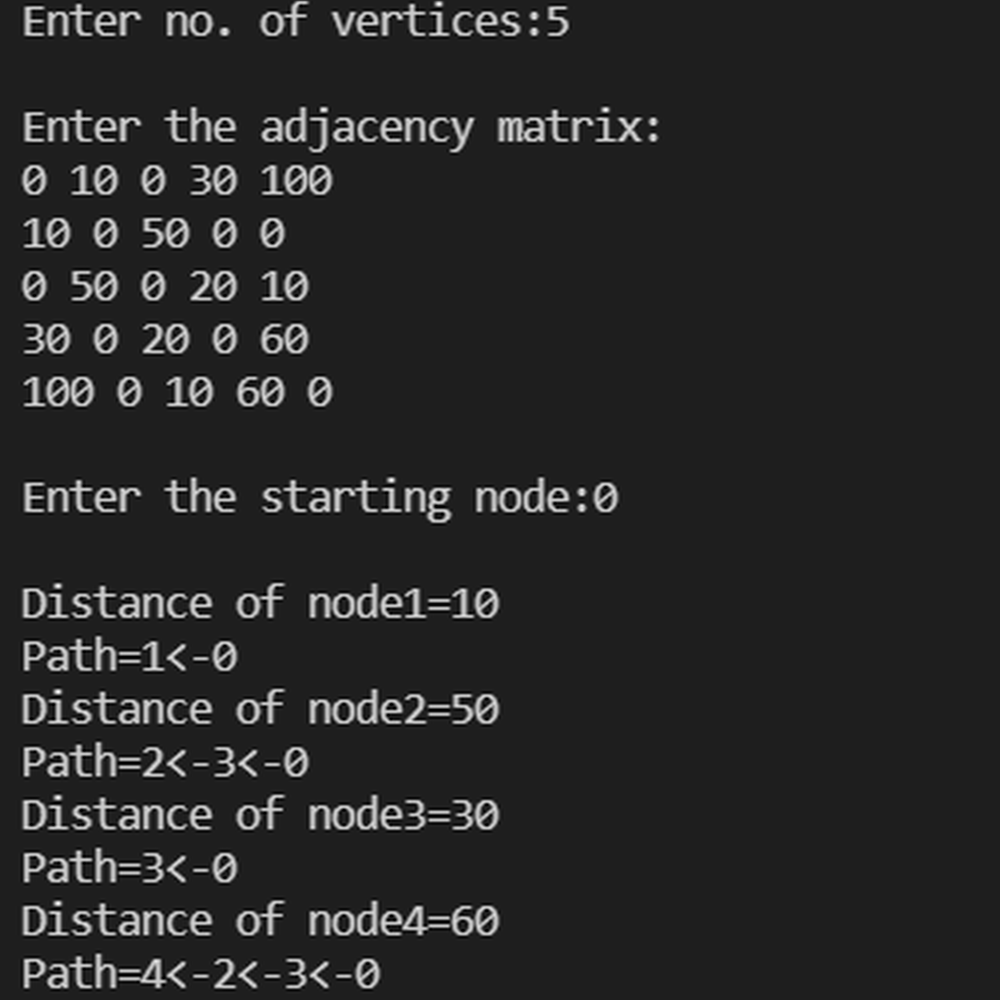 Enter no. of vertices:5
Enter the adjacency matrix:
0 10 0 30 100
10 0 50 0 0
0 50 0 20 10
30 0 20 0 60
100 0 10 60 0
Enter the starting node:0
Distance of node1=10
Path=1<-0
Distance of node2=50
Path=2<-3<-0
Distance of node3=30
Path=3<-0
Distance of node4=60
Path=4<-2<-3<-0